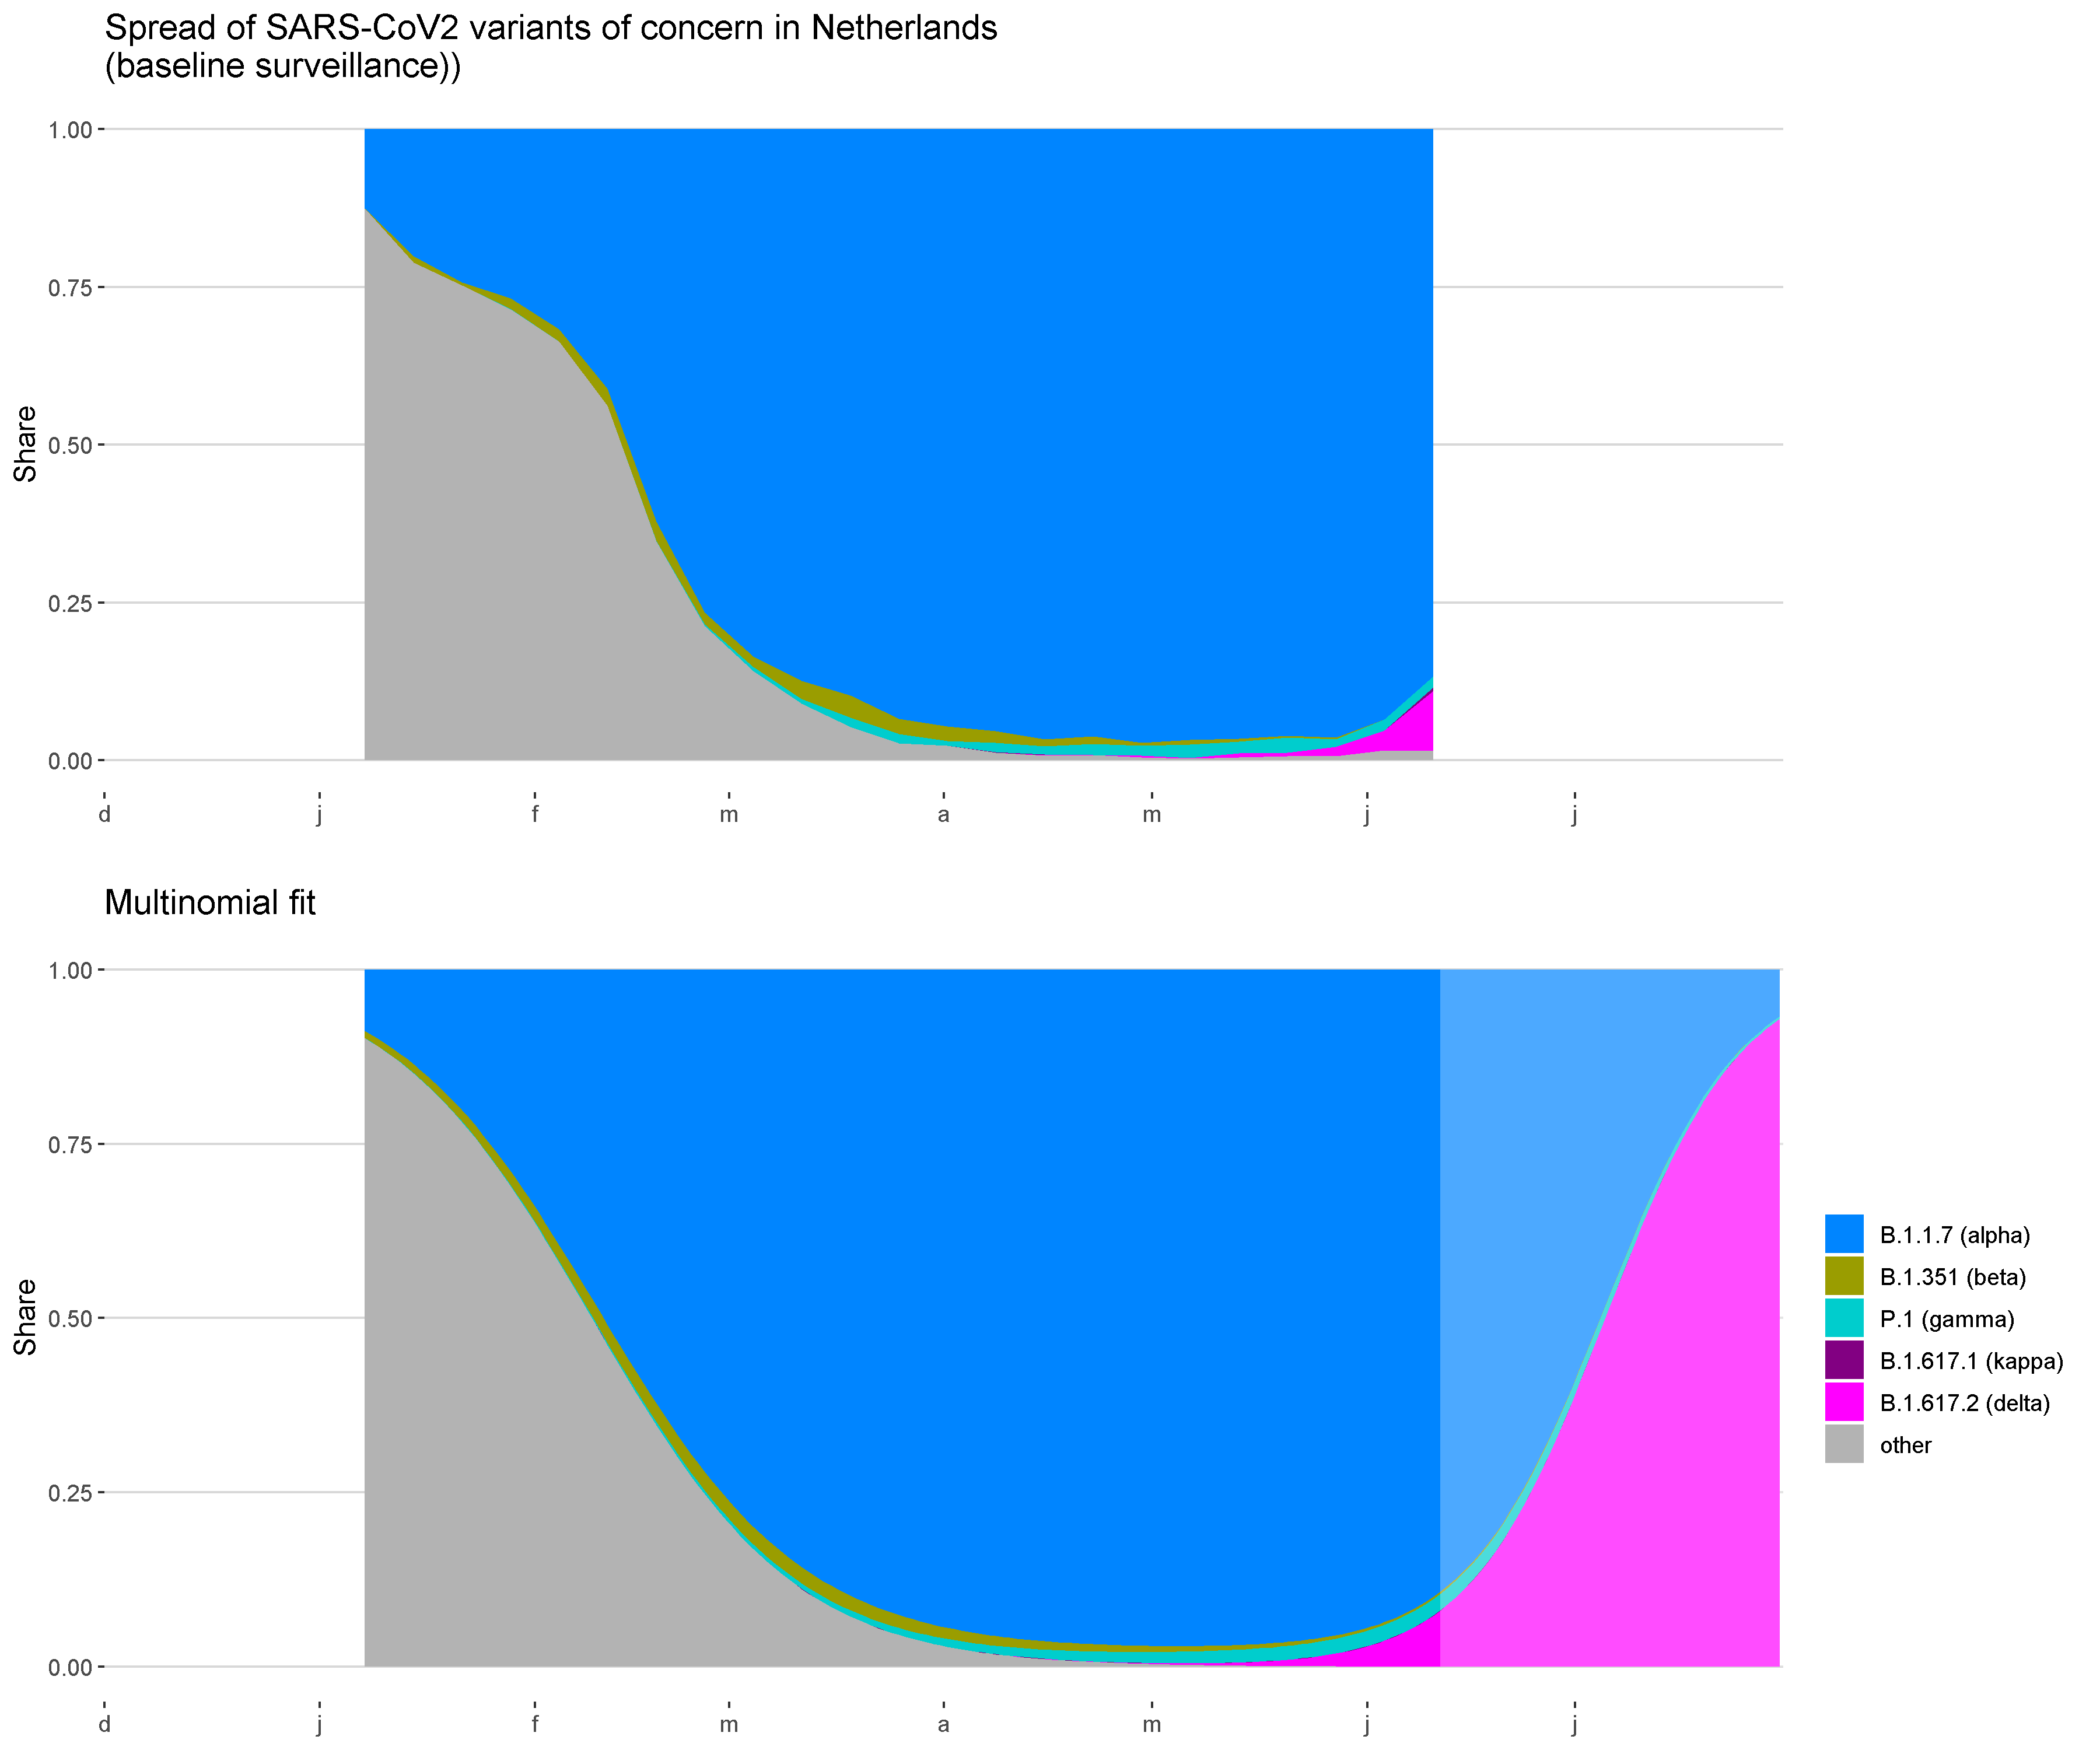 Spread of SARS-CoV2 variants of concern in Netherlands
(baseline surveillance))
1.00
0.75
0.50
0.25
0.00
Share
d j f m a m j j
Multinomial fit
1.00
0.75
0.50
0.25
0.00
Share
d j f m a m j j
B.1.1.7 (alpha)
B.1.351 (beta)
P.1 (gamma)
B.1.617.1 (kappa)
B.1.617.2 (delta)
other